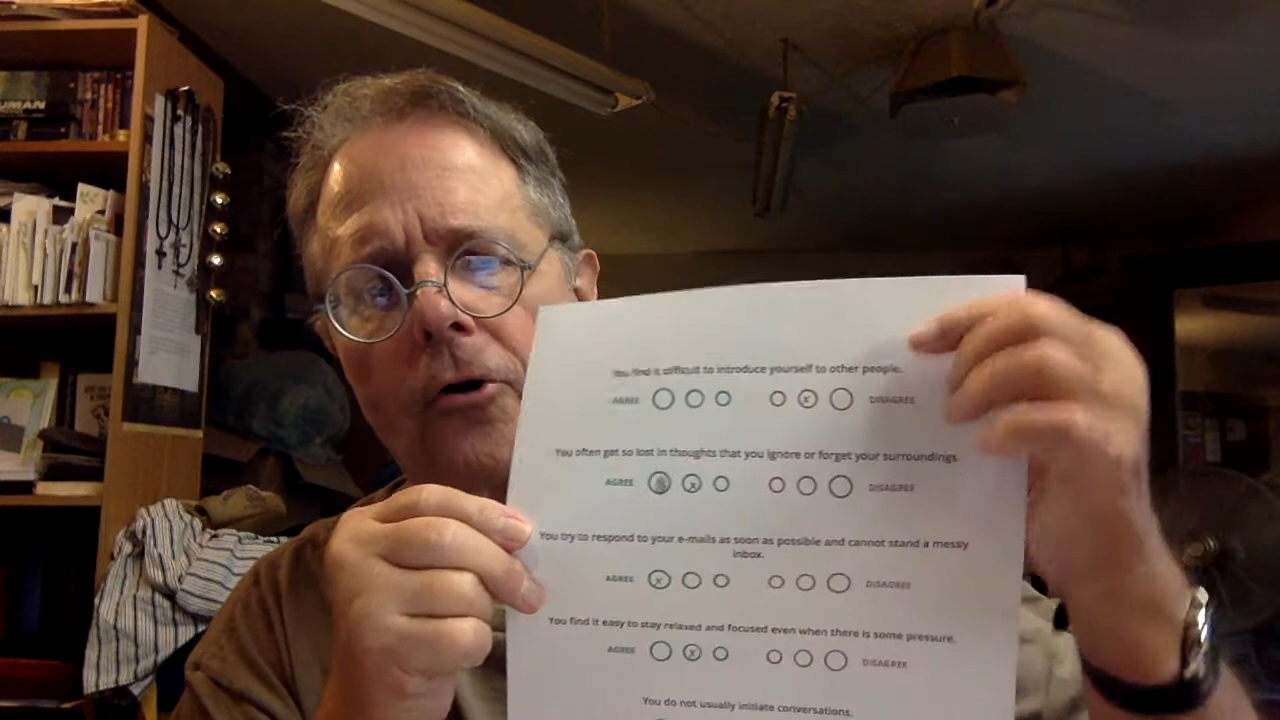 UMAN
You find it difficult to introduce yourself to other people.
AGREE x DISAGREE
You often get so lost in thoughts that you ignore or forget your surroundings.
AGREE x DISAGREE
You try to respond to your e-mails as soon as possible and cannot stand a messy
inbox.
AGREE x DISAGREE
You find it easy to stay relaxed and focused even when there is some pressure.
AGREE x DISAGREE
You do not usually initiate conversations.